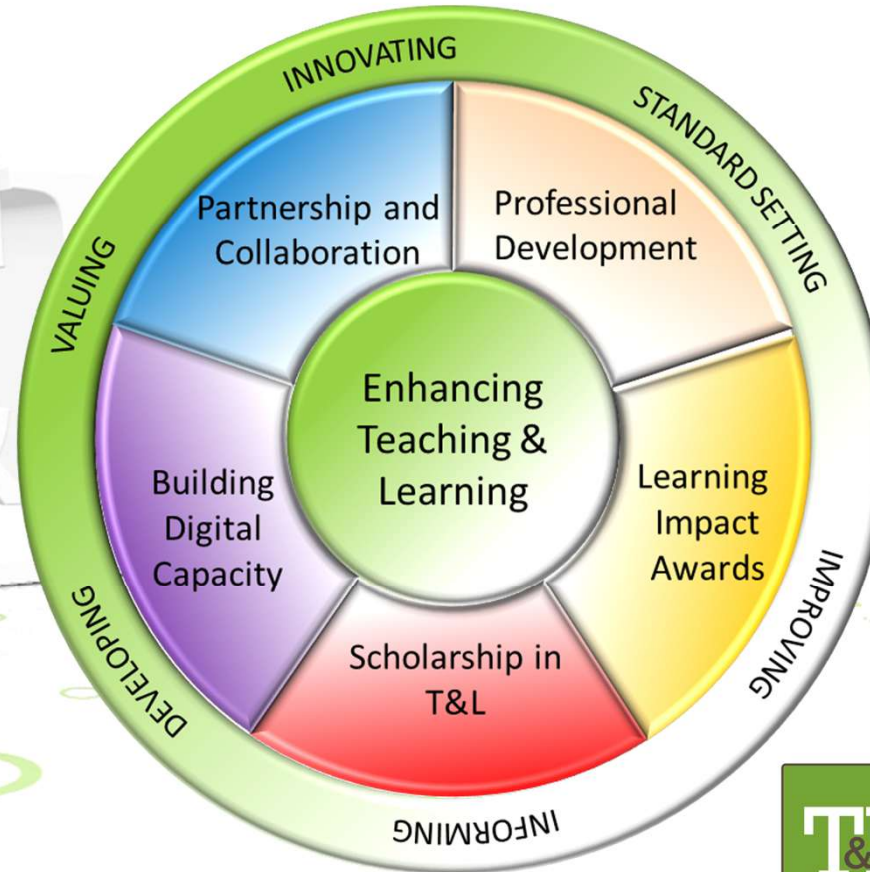 INNOVATING
STANDARD SETTING
IMPROVING
INFORMING
DEVELOPING
VALUING
Partnership and
Collaboration
Professional
Development
Learning
Impact
Awards
Scholarship in
T&L
Building
Digital
Capacity
Enhancing
Teaching &
Learning
T&